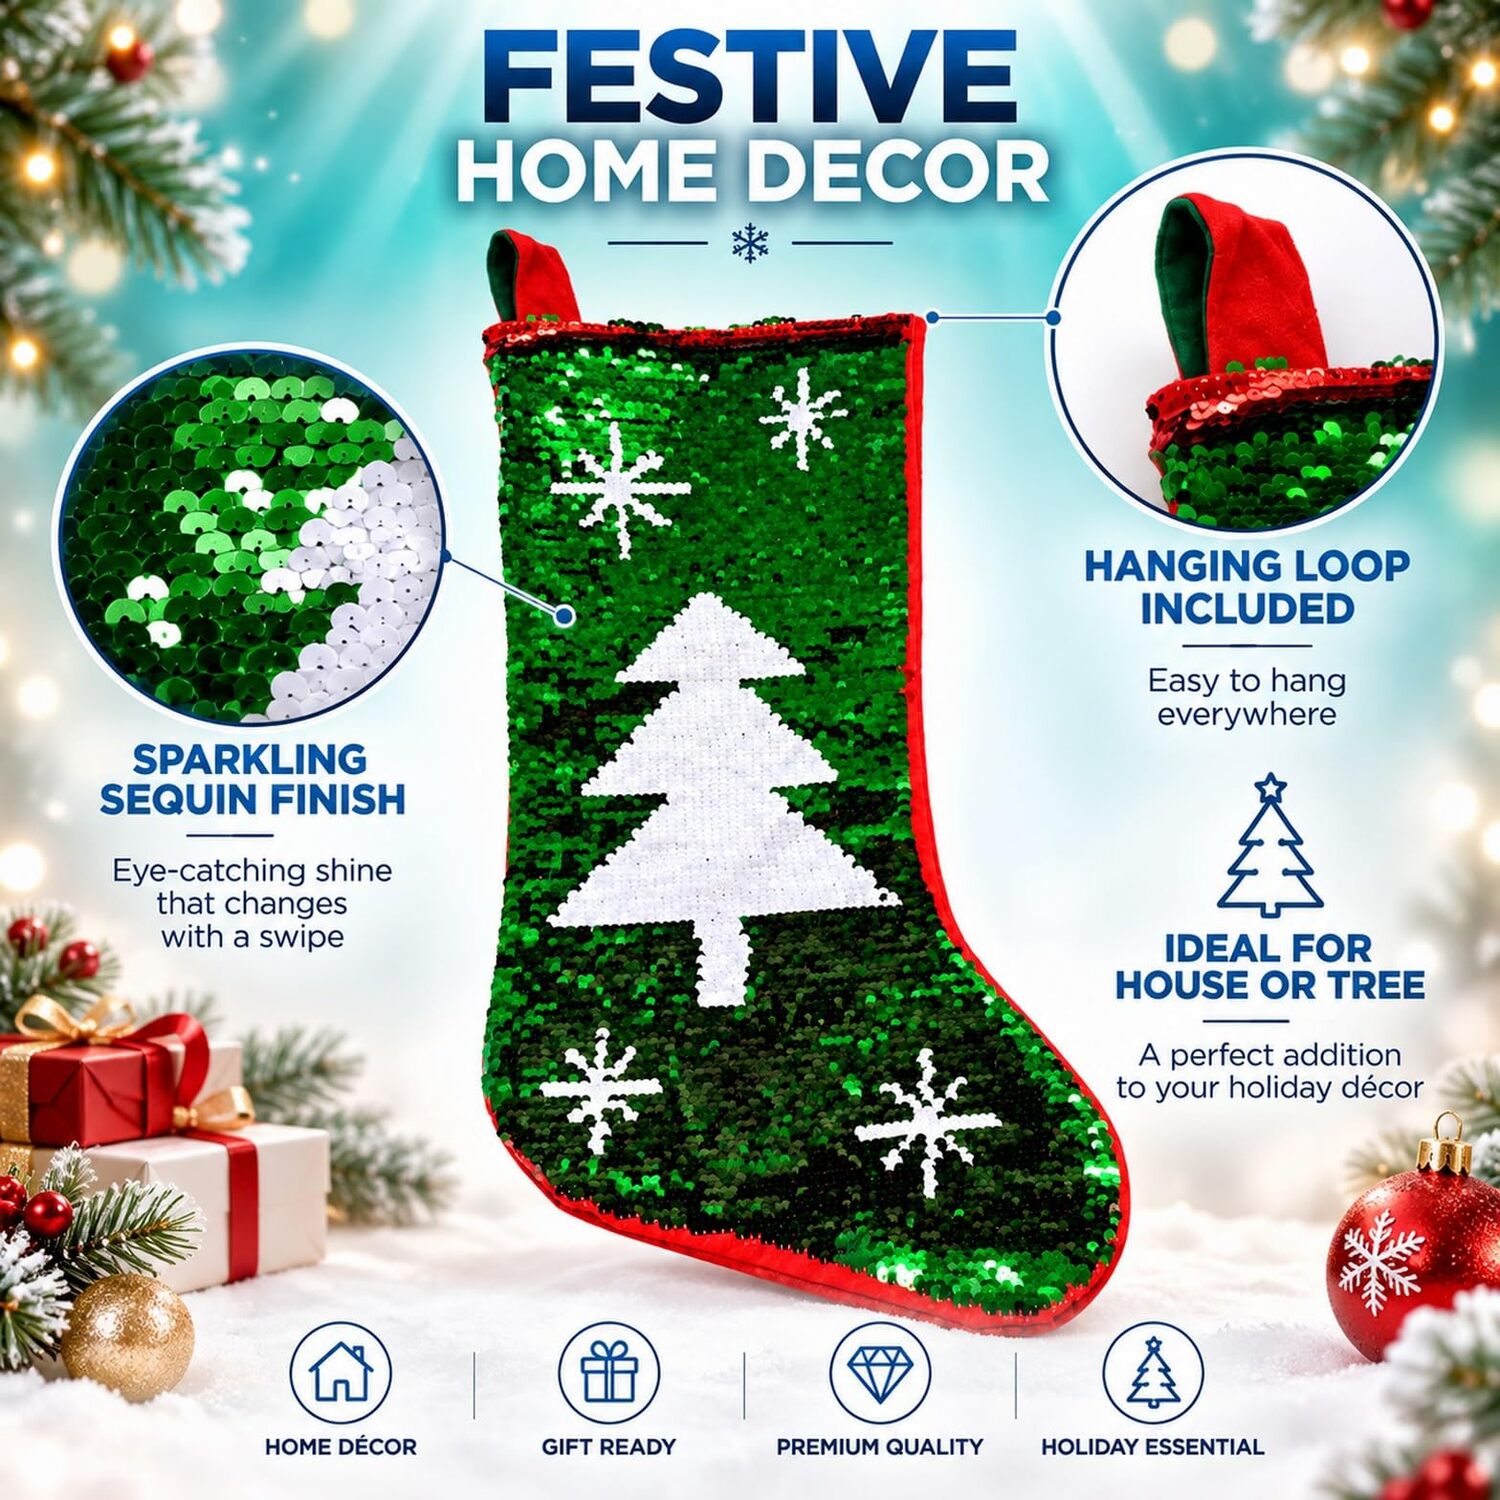 FESTIVE
HOME DECOR
HANGING LOOP
INCLUDED
Easy to hang
everywhere
SPARKLING
SEQUIN FINISH
Eye-catching shine
that changes
with a swipe
IDEAL FOR
HOUSE OR TREE
A perfect addition
to your holiday décor
HOME DÉCOR
GIFT READY
PREMIUM QUALITY
HOLIDAY ESSENTIAL